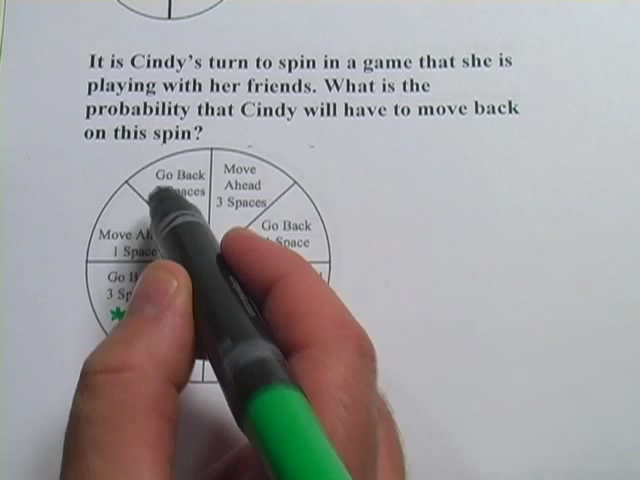 It is Cindy's turn to spin in a game that she is
playing with her friends. What is the
probability that Cindy will have to move back
on this spin?
Go Back
Move
Ahead
3 Spaces
Go Back
Space
Move
1 Space
Go
3